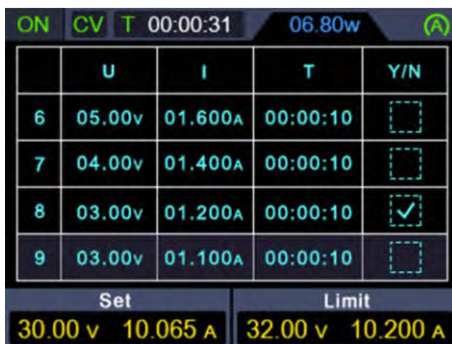 ON CV T 00:00:31 06.80w A
U I T Y/N
6 05.00v 01.600A 00:00:10
7 04.00v 01.400A 00:00:10
8 03.00v 01.200A 00:00:10
9 03.00v 01.100A 00:00:10
Set Limit
30.00 v 10.065 A 32.00 v 10.200 A